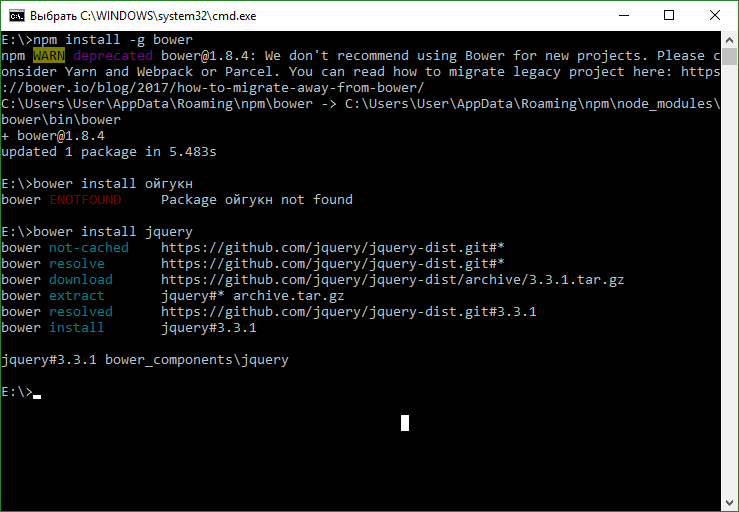 Выбрать C:\WINDOWS\system32\cmd.exe
E:\>npm install -g bower
npm WARN deprecated bower@1.8.4: We don't recommend using Bower for new projects. Please c
onsider Yarn and Webpack or Parcel. You can read how to migrate legacy project here: https
://bower.io/blog/2017/how-to-migrate-away-from-bower/
C:\Users\User\AppData\Roaming\npm\bower -> C:\Users\User\AppData\Roaming\npm\node_modules\
bower\bin\bower
+ bower@1.8.4
updated 1 package in 5.483s
E:\>bower install ойгукн
bower ENOTFOUND     Package ойгукн not found
E:\>bower install jquery
bower not-cached    https://github.com/jquery/jquery-dist.git#*
bower resolve       https://github.com/jquery/jquery-dist.git#*
bower download      https://github.com/jquery/jquery-dist/archive/3.3.1.tar.gz
bower extract       jquery#* archive.tar.gz
bower resolved      https://github.com/jquery/jquery-dist.git#3.3.1
bower install       jquery#3.3.1
jquery#3.3.1 bower_components\jquery
E:\>